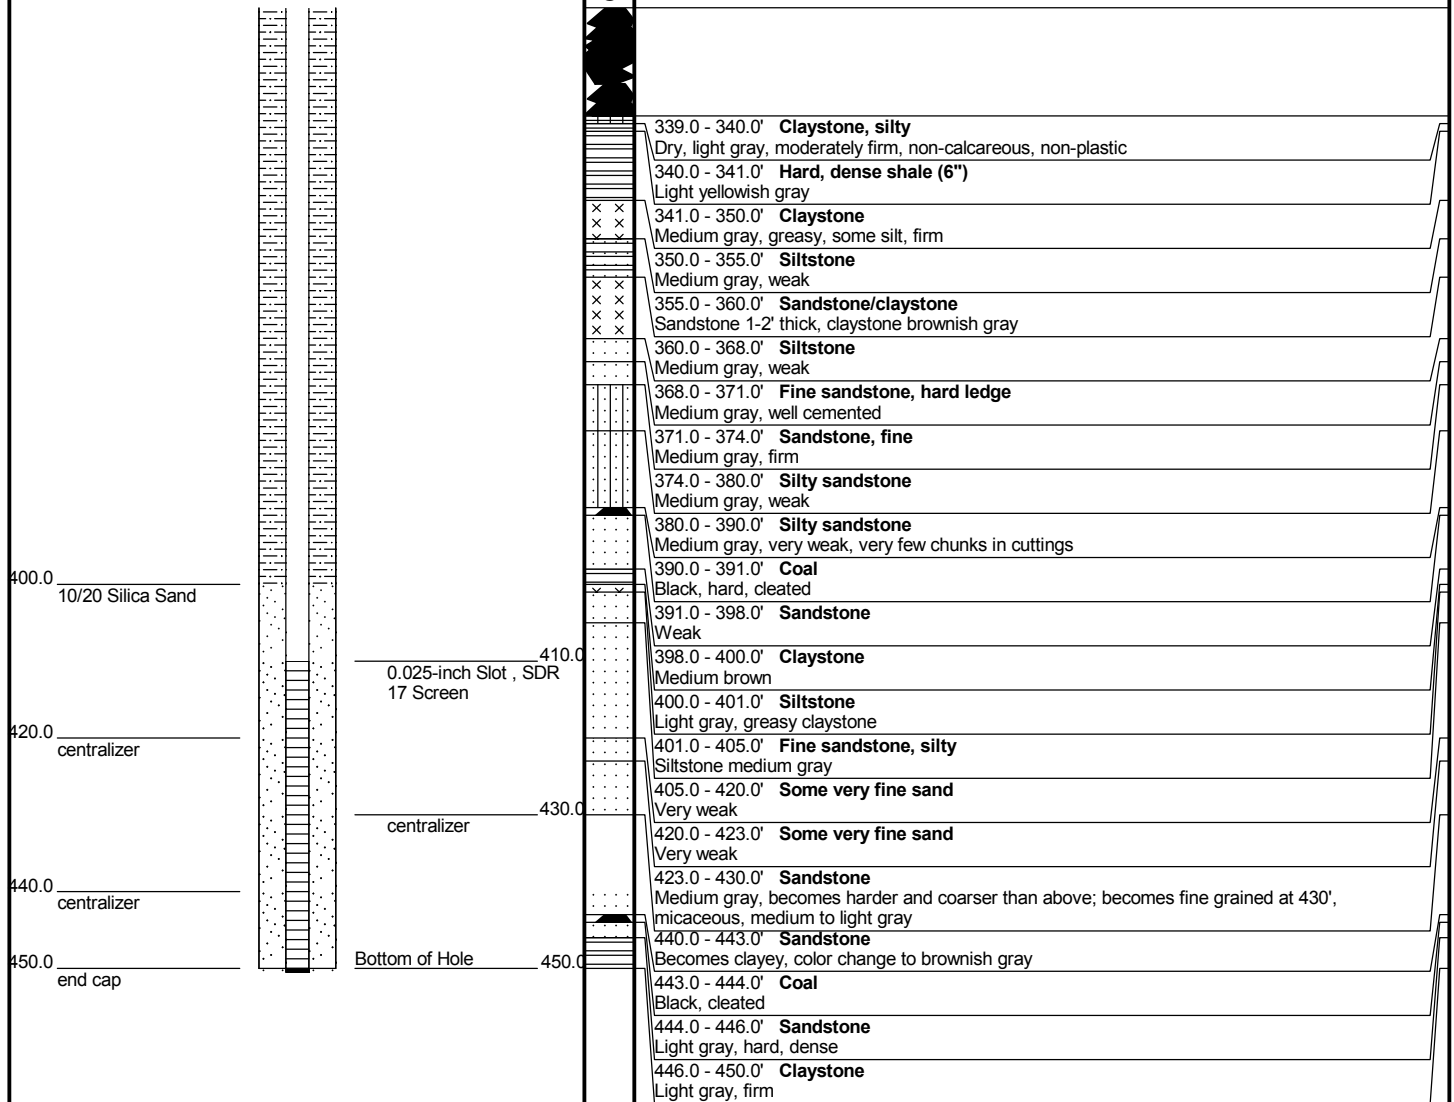 339.0 - 340.0' Claystone, silty
Dry, light gray, moderately firm, non-calcareous, non-plastic
340.0 - 341.0' Hard, dense shale (6")
Light yellowish gray
341.0 - 350.0' Claystone
Medium gray, greasy, some silt, firm
350.0 - 355.0' Siltstone
Medium gray, weak
355.0 - 360.0' Sandstone/claystone
Sandstone 1-2' thick, claystone brownish gray
360.0 - 368.0' Siltstone
Medium gray, weak
368.0 - 371.0' Fine sandstone, hard ledge
Medium gray, well cemented
371.0 - 374.0' Sandstone, fine
Medium gray, firm
374.0 - 380.0' Silty sandstone
Medium gray, weak
380.0 - 390.0' Silty sandstone
Medium gray, very weak, very few chunks in cuttings
390.0 - 391.0' Coal
Black, hard, cleated
391.0 - 398.0' Sandstone
Weak
398.0 - 400.0' Claystone
Medium brown
400.0 - 401.0' Siltstone
Light gray, greasy claystone
401.0 - 405.0' Fine sandstone, silty
Siltstone medium gray
405.0 - 420.0' Some very fine sand
Very weak
420.0 - 423.0' Some very fine sand
Very weak
423.0 - 430.0' Sandstone
Medium gray, becomes harder and coarser than above; becomes fine grained at 430',
micaceous, medium to light gray
440.0 - 443.0' Sandstone
Becomes clayey, color change to brownish gray
443.0 - 444.0' Coal
Black, cleated
444.0 - 446.0' Sandstone
Light gray, hard, dense
446.0 - 450.0' Claystone
Light gray, firm
400.0
10/20 Silica Sand
410.0
0.025-inch Slot , SDR
17 Screen
420.0
centralizer
430.0
centralizer
440.0
centralizer
450.0
end cap
Bottom of Hole
450.0